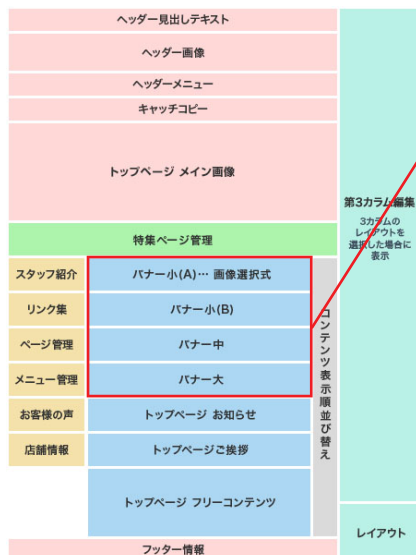 ヘッダー見出しテキスト
ヘッダー画像
ヘッダーメニュー
キャッチコピー
トップページ メイン画像
特集ページ管理
スタッフ紹介
バナー小(A)… 画像選択式
リンク集
バナー小(B)
ページ管理
バナー中
メニュー管理
バナー大
お客様の声
トップページ お知らせ
店舗情報
トップページご挨拶
トップページ フリーコンテンツ
フッター情報
コンテンツ表示順並び替え
第3カラム編集
3カラムの
レイアウトを
選択した場合に
表示
レイアウト